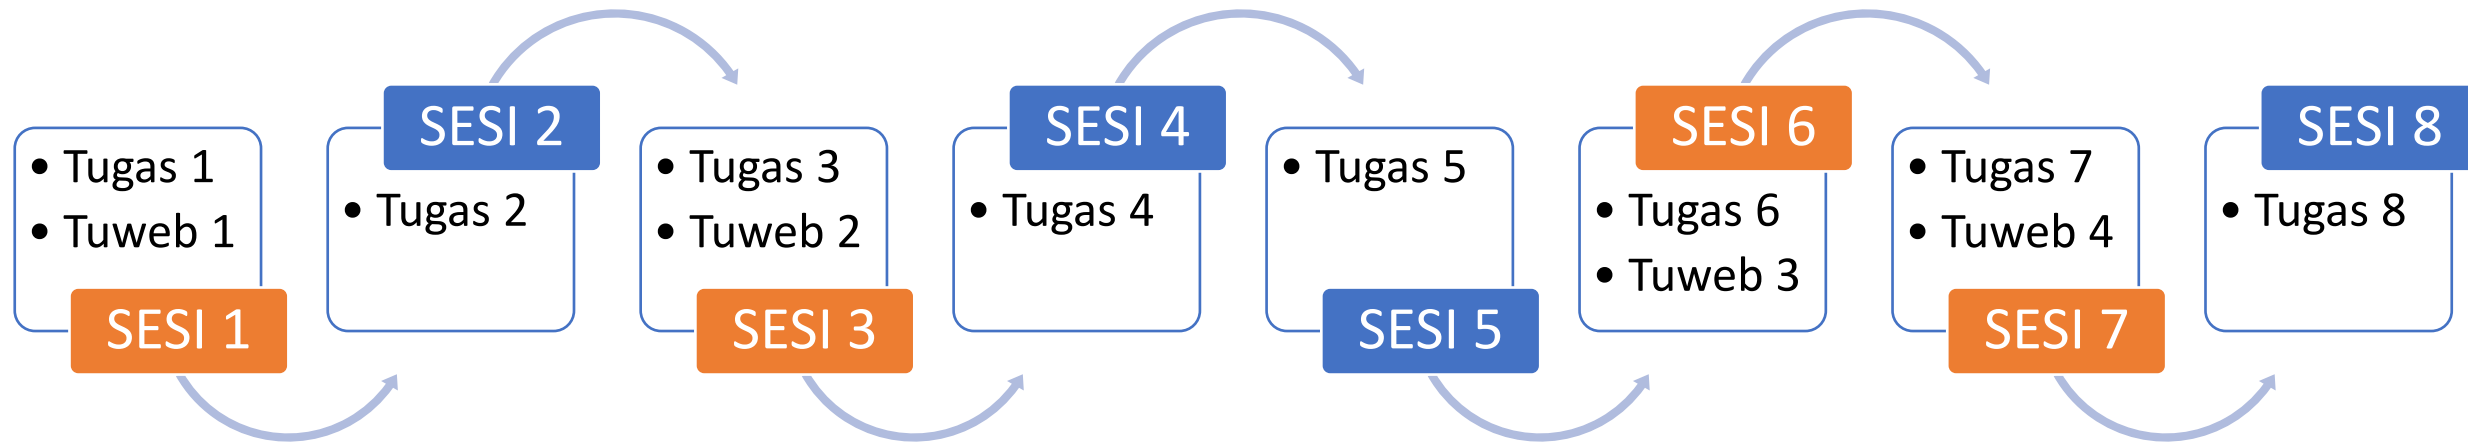 • Tugas 1
• Tuweb 1
SESI 1
SESI 2
• Tugas 2
• Tugas 3
• Tuweb 2
SESI 3
SESI 4
• Tugas 4
• Tugas 5
SESI 5
SESI 6
• Tugas 6
• Tuweb 3
• Tugas 7
• Tuweb 4
SESI 7
SESI 8
• Tugas 8